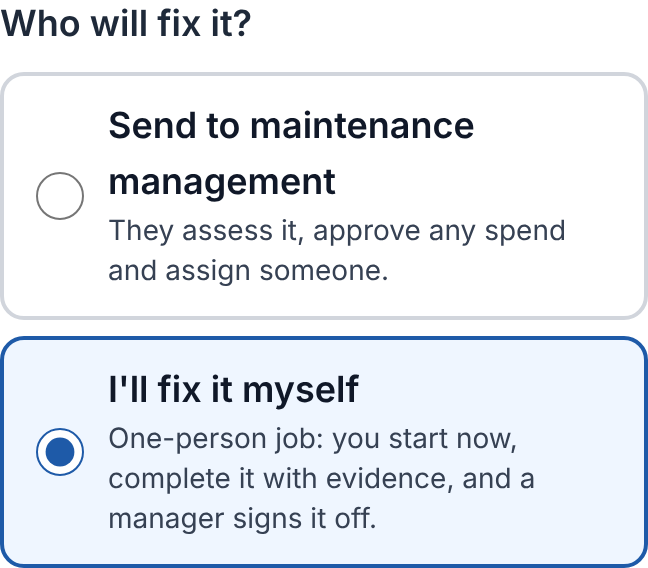 Who will fix it?
Send to maintenance
management
They assess it, approve any spend
and assign someone.
I'll fix it myself
One-person job: you start now,
complete it with evidence, and a
manager signs it off.